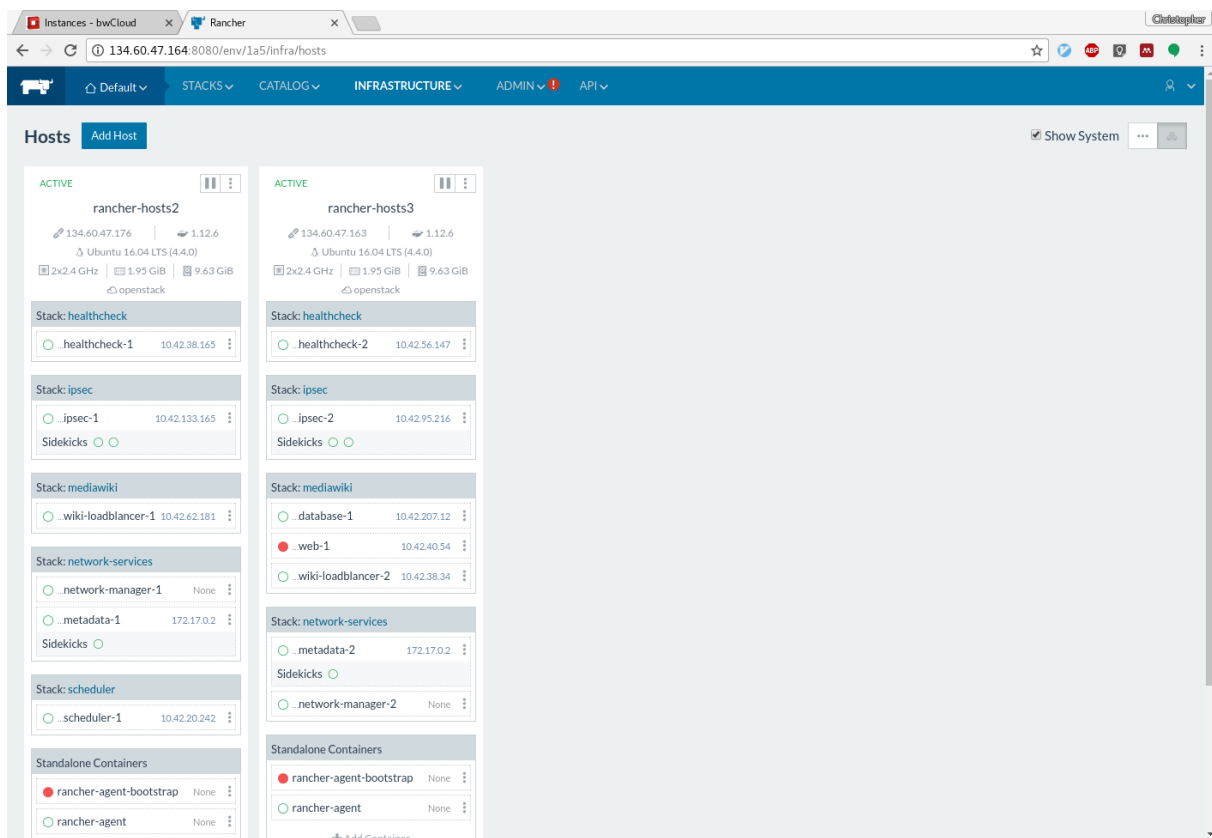 Instances - bwCloud
Rancher
Christopher
134.60.47.164:8080/env/1a5/infra/hosts
ABP
Default
STACKS
CATALOG
INFRASTRUCTURE
ADMIN
API
Hosts
Add Host
Show System
ACTIVE
rancher-hosts2
134.60.47.176
1.12.6
Ubuntu 16.04 LTS (4.4.0)
2x2.4 GHz
1.95 GiB
9.63 GiB
openstack
Stack: healthcheck
...healthcheck-1 10.42.38.165
Stack: ipsec
...ipsec-1 10.42.133.165
Sidekicks
Stack: mediawiki
...wiki-loadblancer-1 10.42.62.181
Stack: network-services
...network-manager-1 None
...metadata-1 172.17.0.2
Sidekicks
Stack: scheduler
...scheduler-1 10.42.20.242
Standalone Containers
rancher-agent-bootstrap None
rancher-agent None
ACTIVE
rancher-hosts3
134.60.47.163
1.12.6
Ubuntu 16.04 LTS (4.4.0)
2x2.4 GHz
1.95 GiB
9.63 GiB
openstack
Stack: healthcheck
...healthcheck-2 10.42.56.147
Stack: ipsec
...ipsec-2 10.42.95.216
Sidekicks
Stack: mediawiki
...database-1 10.42.207.12
...web-1 10.42.40.54
...wiki-loadblancer-2 10.42.38.34
Stack: network-services
...metadata-2 172.17.0.2
Sidekicks
...network-manager-2 None
Standalone Containers
rancher-agent-bootstrap None
rancher-agent None
Add Container